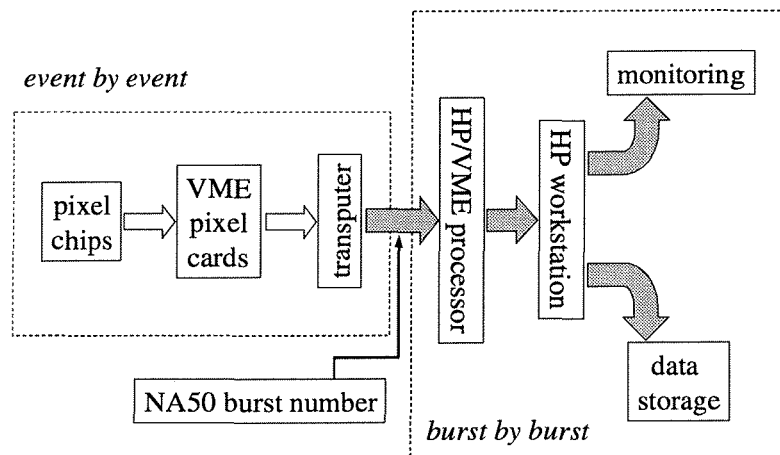 event by event
pixel
chips
VME
pixel
cards
transputer
NA50 burst number
HP/VME processor
HP workstation
monitoring
data
storage
burst by burst